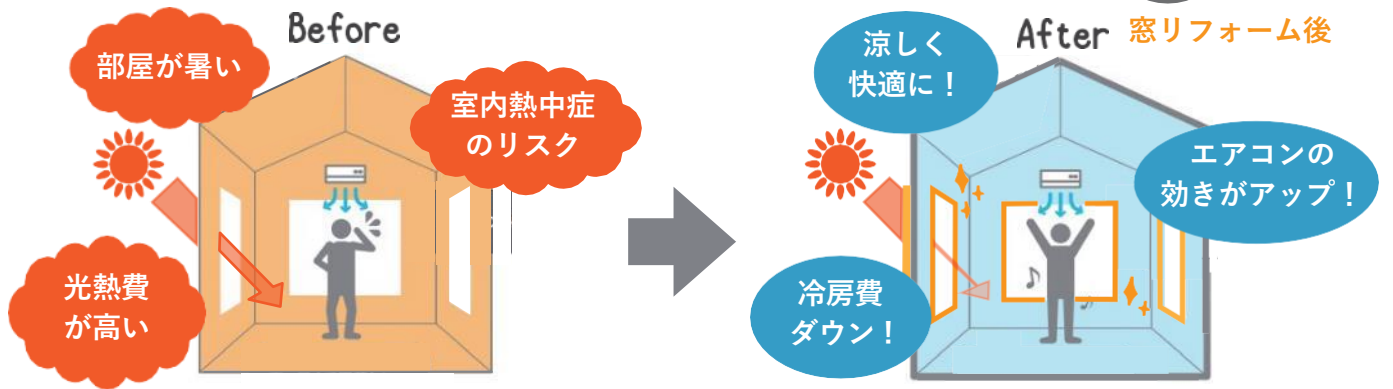 Before
部屋が暑い
室内熱中症
のリスク
光熱費
が高い
After 窓リフォーム後
涼しく
快適に！
エアコンの
効きがアップ！
冷房費
ダウン！